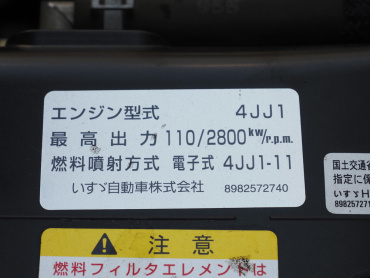 エンジン型式 4JJ1
最高出力 110/2800 kw/r.p.m.
燃料噴射方式 電子式 4JJ1-11
いすゞ自動車株式会社 8982572740
国土交通省
指定に保
いすゞH
898257271
注意
燃料フィルタエレメントは